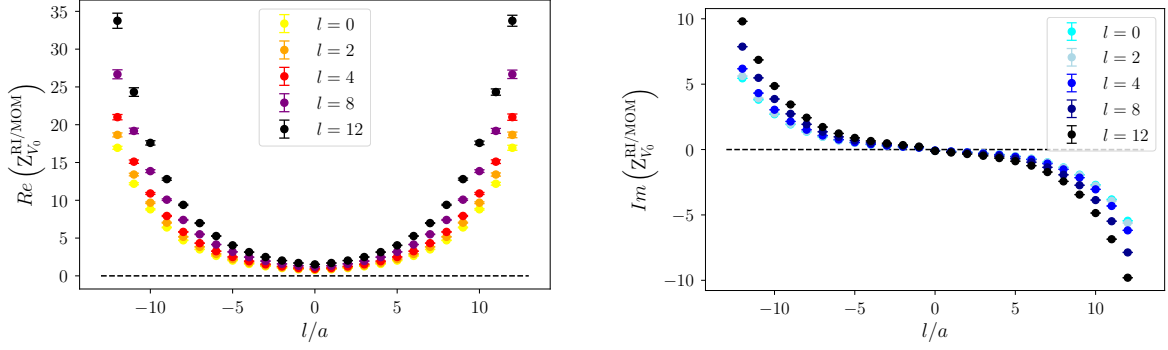 35
30
25
20
15
10
5
0
−10
−5
0
5
10
l/a
Re (Z_{V_0}^{RI/MOM})
l = 0
l = 2
l = 4
l = 8
l = 12
10
5
0
−5
−10
−10
−5
0
5
10
l/a
Im (Z_{V_0}^{RI/MOM})
l = 0
l = 2
l = 4
l = 8
l = 12